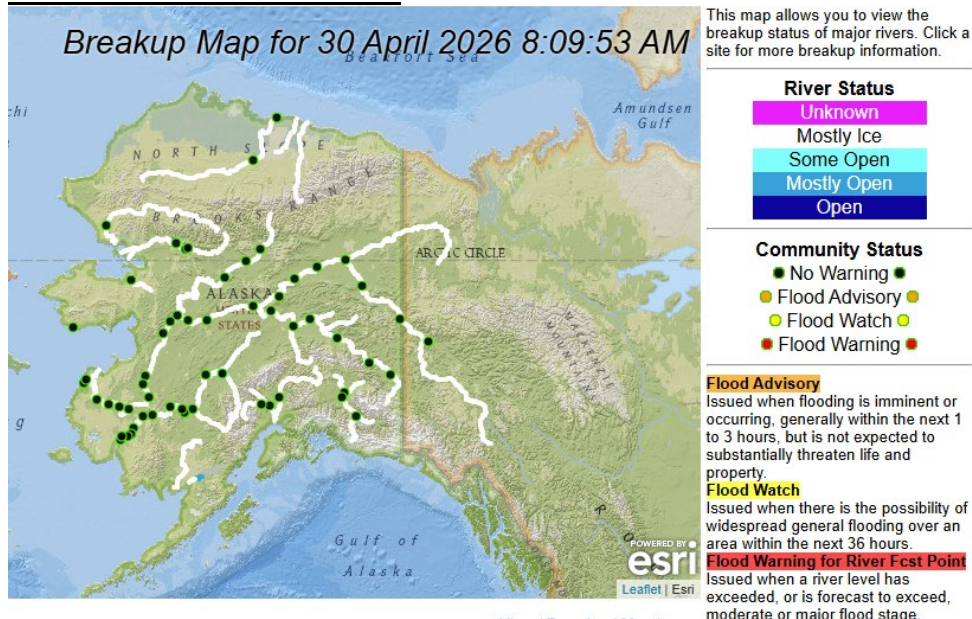 Breakup Map for 30 April 2026 8:09:53 AM
Beaufort Sea
Amundsen
Gulf
NORTH SLOPE
BROOKS RANGE
ARCTIC CIRCLE
ALASKA
UNITED
STATES
MACKENZIE
MOUNTAINS
Gulf of
Alaska
POWERED BY
esri
Leaflet | Esri
This map allows you to view the
breakup status of major rivers. Click a
site for more breakup information.
River Status
Unknown
Mostly Ice
Some Open
Mostly Open
Open
Community Status
No Warning
Flood Advisory
Flood Watch
Flood Warning
Flood Advisory
Issued when flooding is imminent or
occurring, generally within the next 1
to 3 hours, but is not expected to
substantially threaten life and
property.
Flood Watch
Issued when there is the possibility of
widespread general flooding over an
area within the next 36 hours.
Flood Warning for River Fcst Point
Issued when a river level has
exceeded, or is forecast to exceed,
moderate or major flood stage.